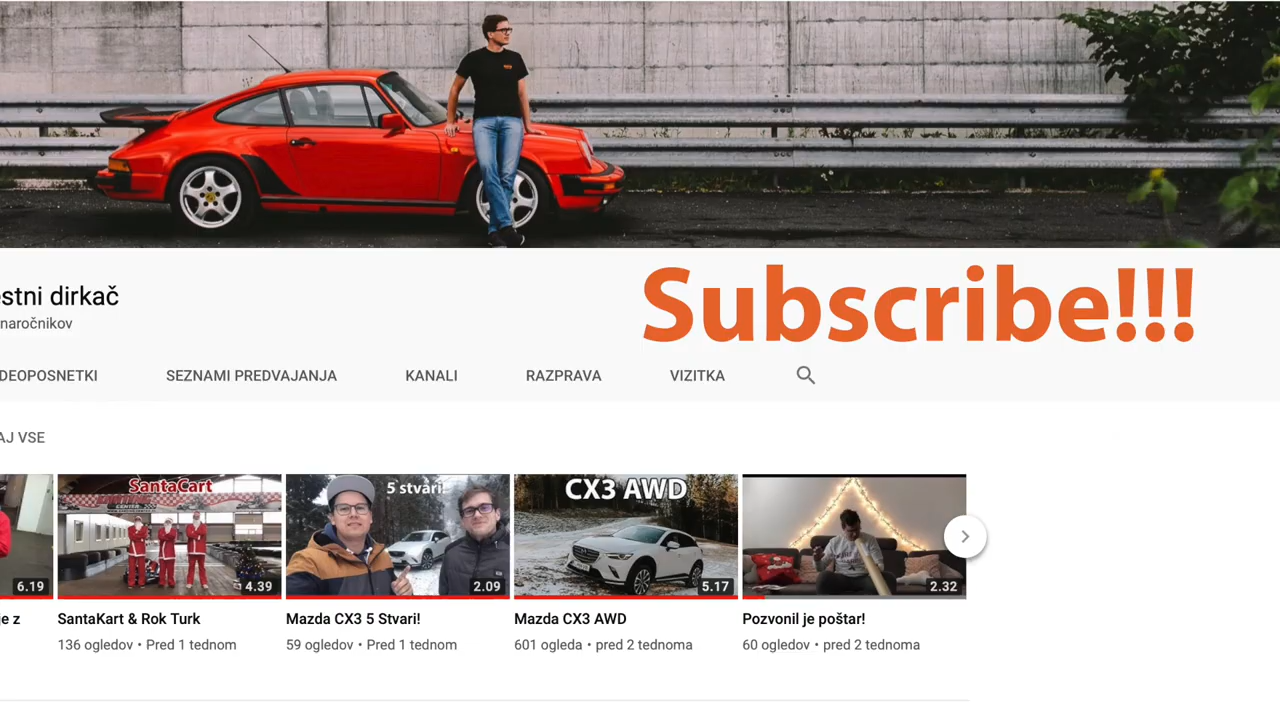 stni dirkač
Subscribe!!!
naročnikov
DEOPOSNETKI
SEZNAMI PREDVAJANJA
KANALI
RAZPRAVA
VIZITKA
AJ VSE
SantaCart
5 stvari!
CX3 AWD
6.19
4.39
2.09
5.17
2.32
je z
SantaKart & Rok Turk
Mazda CX3 5 Stvari!
Mazda CX3 AWD
Pozvonil je poštar!
136 ogledov • Pred 1 tednom
59 ogledov • Pred 1 tednom
601 ogleda • pred 2 tednoma
60 ogledov • pred 2 tednoma